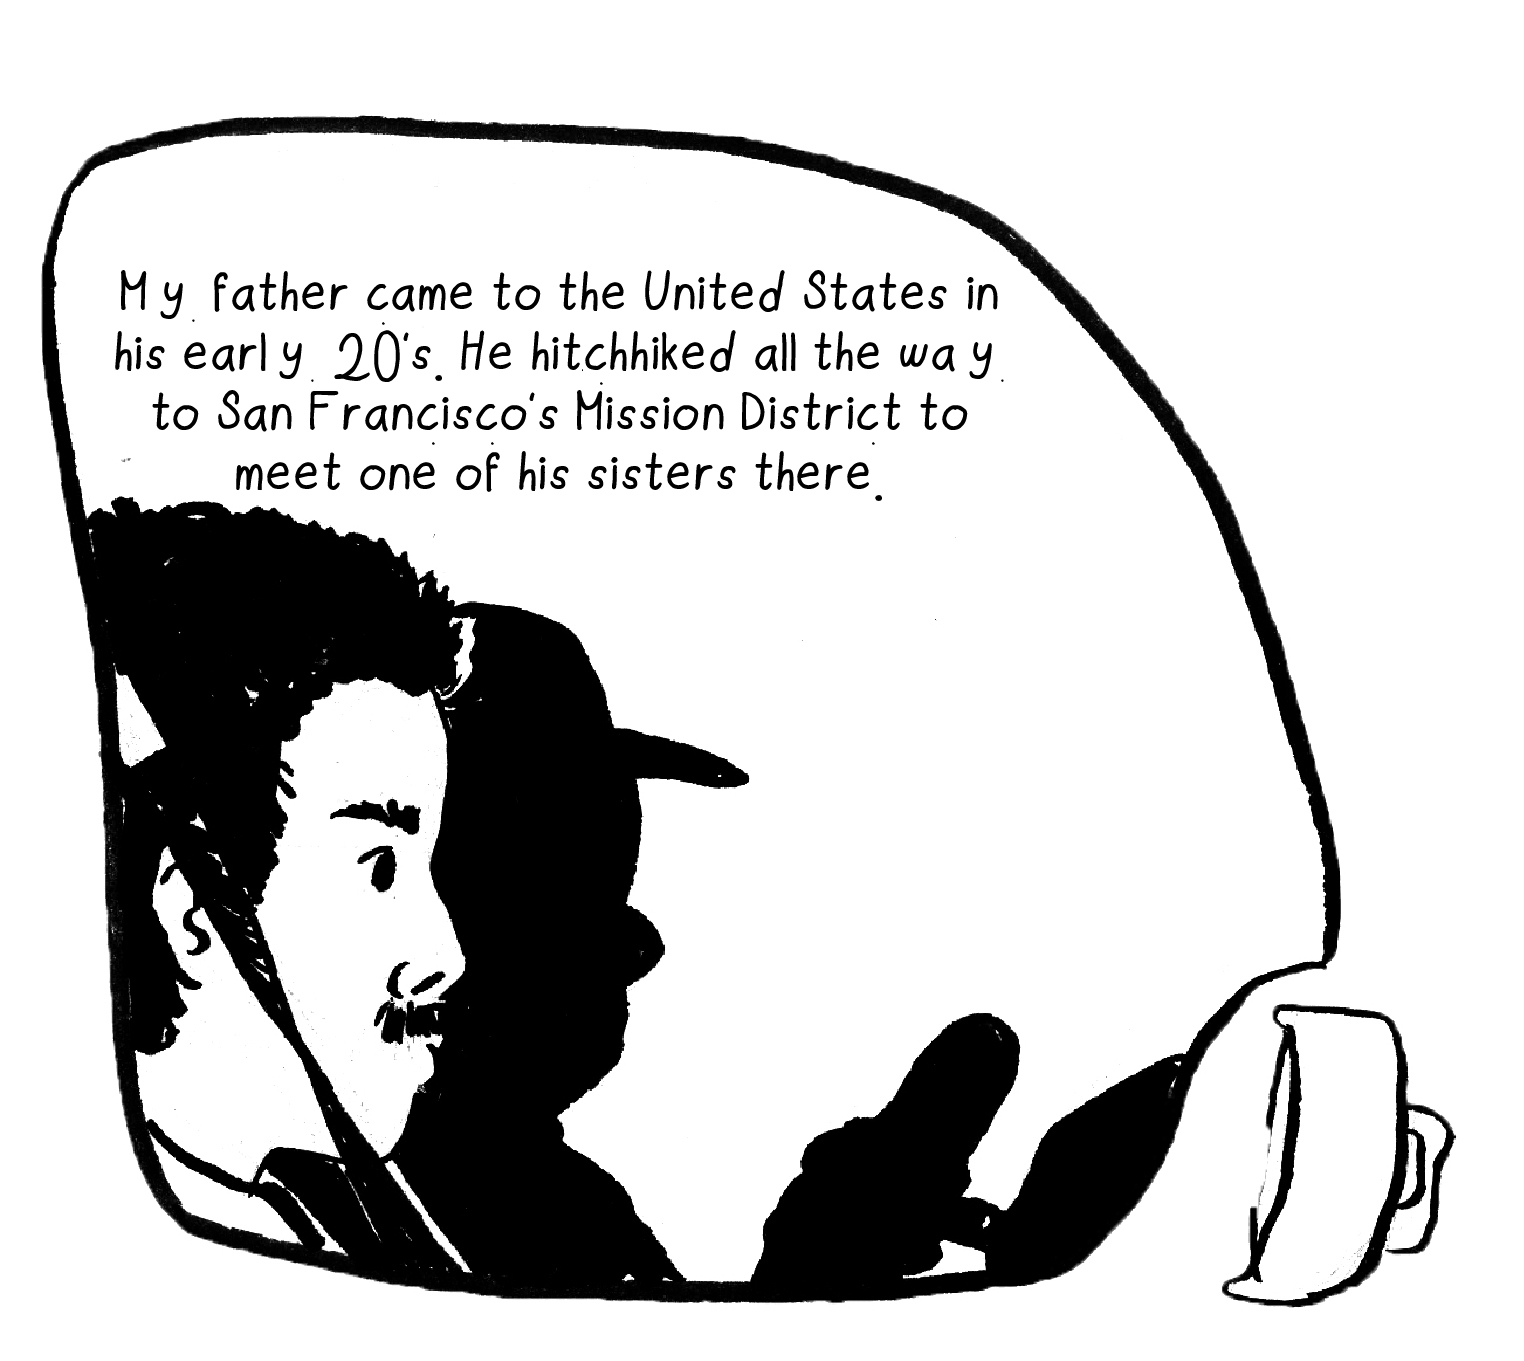 My father came to the United States in
his early 20's. He hitchhiked all the way
to San Francisco's Mission District to
meet one of his sisters there.